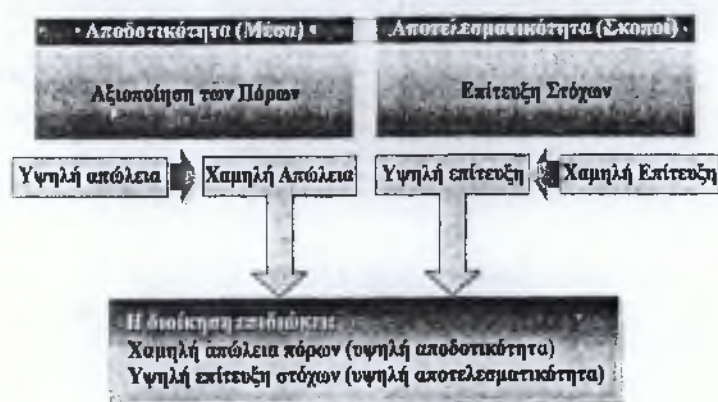 Αποδοτικότητα (Μέσα)
Αποτελεσματικότητα (Σκοποί)
Αξιοποίηση των Πόρων
Επίτευξη Στόχων
Υψηλή απώλεια
Χαμηλή Απώλεια
Υψηλή επίτευξη
Χαμηλή Επίτευξη
Η διοίκηση επιδιώκει:
Χαμηλή απώλεια πόρων (υψηλή αποδοτικότητα)
Υψηλή επίτευξη στόχων (υψηλή αποτελεσματικότητα)